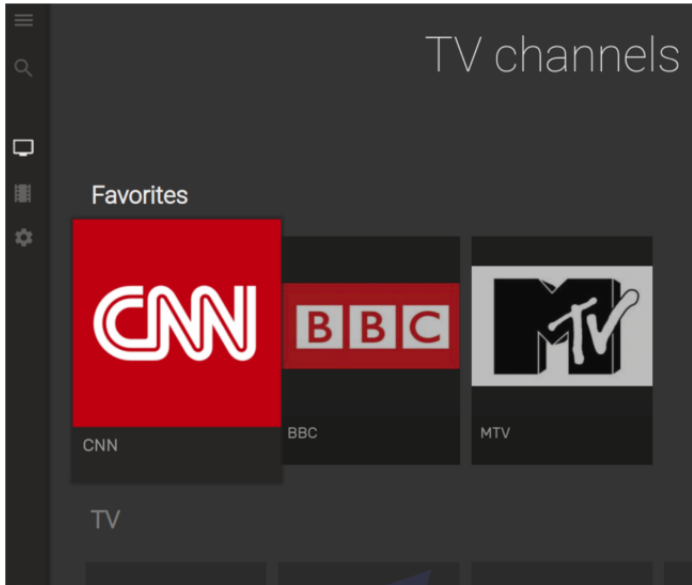 TV channels
Favorites
CNN
BBC
MTV
CNN
BBC
MTV
TV